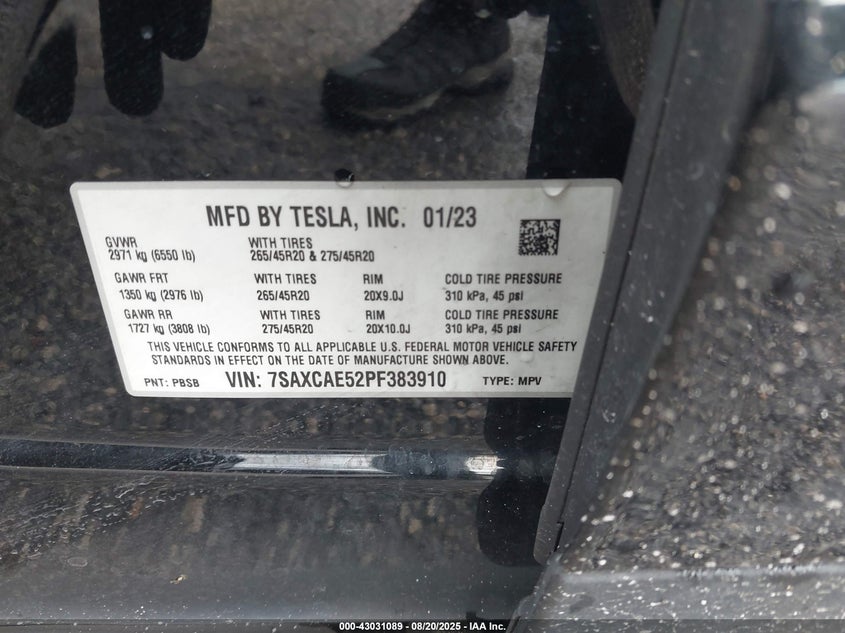 MFD BY TESLA, INC. 01/23
GVWR WITH TIRES
2971 kg (6550 lb) 265/45R20 & 275/45R20
GAWR FRT WITH TIRES RIM COLD TIRE PRESSURE
1350 kg (2976 lb) 265/45R20 20X9.0J 310 kPa, 45 psi
GAWR RR WITH TIRES RIM COLD TIRE PRESSURE
1727 kg (3808 lb) 275/45R20 20X10.0J 310 kPa, 45 psi
THIS VEHICLE CONFORMS TO ALL APPLICABLE U.S. FEDERAL MOTOR VEHICLE SAFETY
STANDARDS IN EFFECT ON THE DATE OF MANUFACTURE SHOWN ABOVE.
PNT: PBSB VIN: 7SAXCAE52PF383910 TYPE: MPV
000-43031089 - 08/20/2025 - IAA Inc.